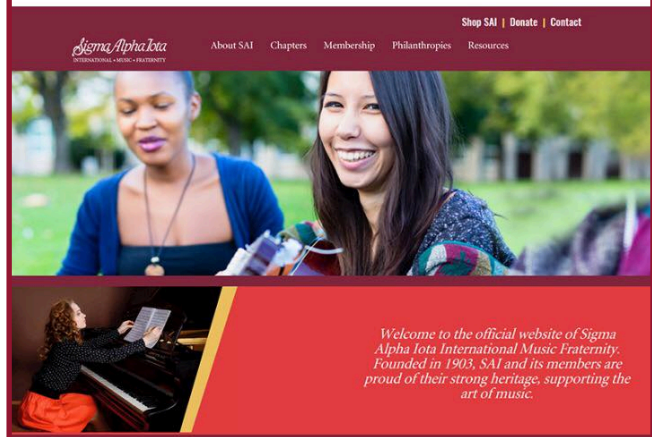 Shop SAI | Donate | Contact
Sigma Alpha Iota
INTERNATIONAL • MUSIC • FRATERNITY
About SAI Chapters Membership Philanthropies Resources
Welcome to the official website of Sigma
Alpha Iota International Music Fraternity.
Founded in 1903, SAI and its members are
proud of their strong heritage, supporting the
art of music.